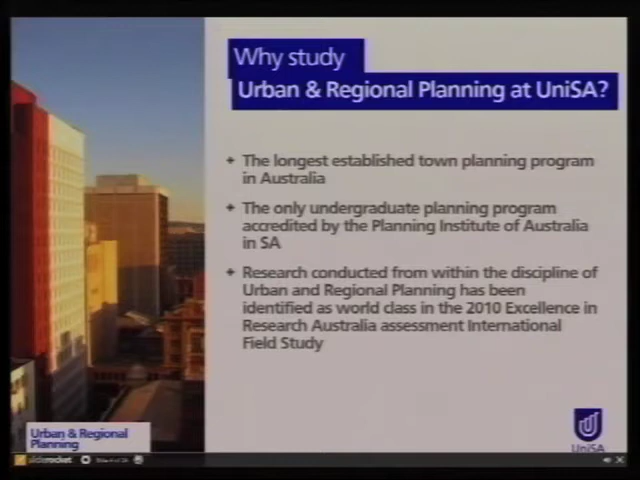 Why study
Urban & Regional Planning at UniSA?
+ The longest established town planning program
in Australia
+ The only undergraduate planning program
accredited by the Planning Institute of Australia
in SA
+ Research conducted from within the discipline of
Urban and Regional Planning has been
identified as world class in the 2010 Excellence in
Research Australia assessment International
Field Study
Urban & Regional
Planning
UniSA
sliderocket